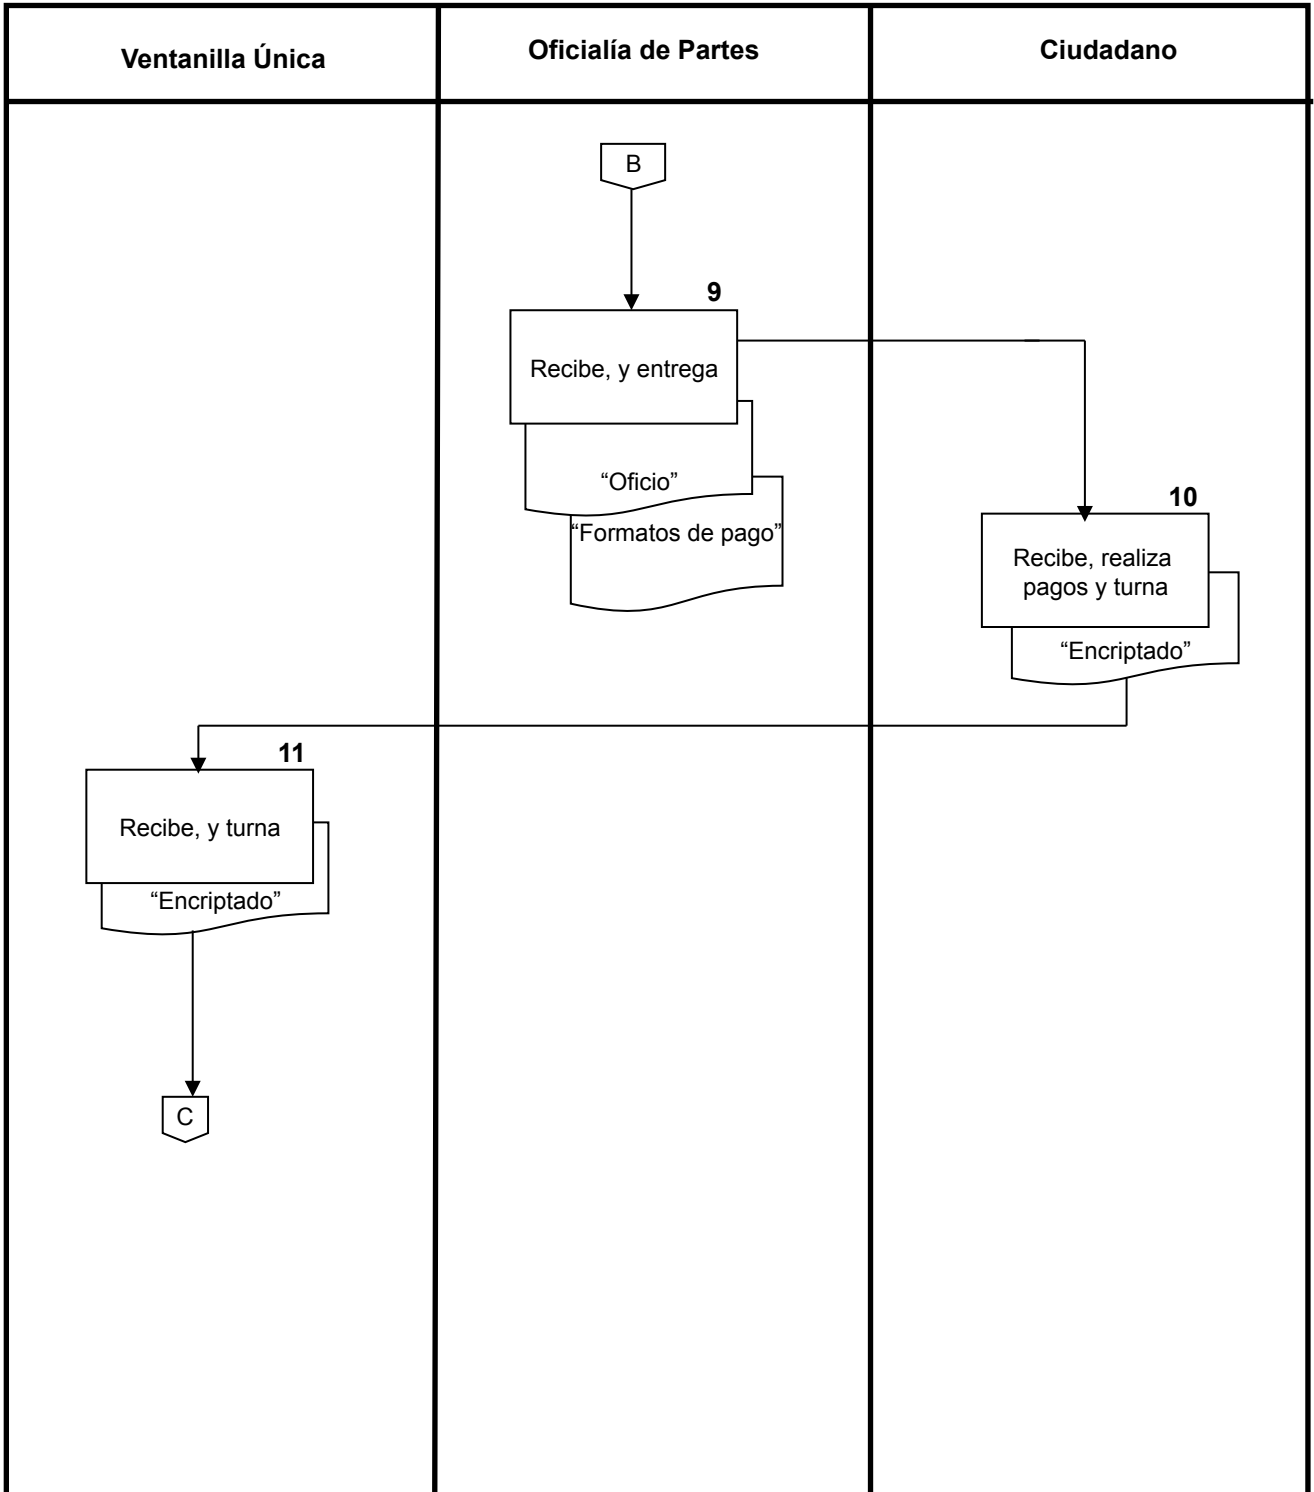 Ventanilla Única
Oficialía de Partes
Ciudadano
B
9
Recibe, y entrega
“Oficio”
“Formatos de pago”
10
Recibe, realiza
pagos y turna
“Encriptado”
11
Recibe, y turna
“Encriptado”
C